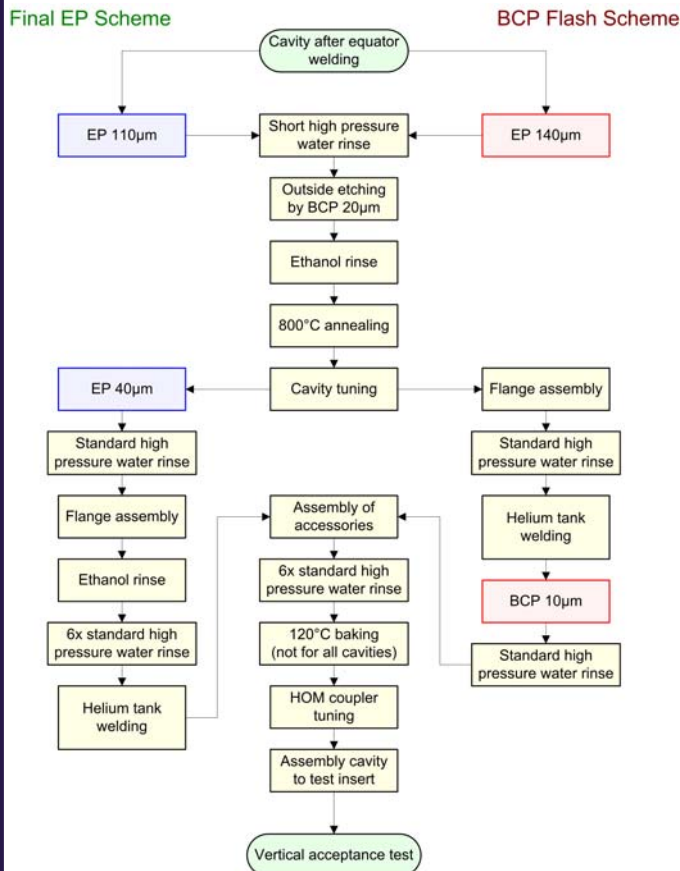 Final EP Scheme
BCP Flash Scheme
Cavity after equator
welding
EP 110µm
Short high pressure
water rinse
EP 140µm
Outside etching
by BCP 20µm
Ethanol rinse
800°C annealing
EP 40µm
Cavity tuning
Flange assembly
Standard high
pressure water rinse
Standard high
pressure water rinse
Flange assembly
Assembly of
accessories
Helium tank
welding
Ethanol rinse
6x standard high
pressure water rinse
BCP 10µm
6x standard high
pressure water rinse
120°C baking
(not for all cavities)
Standard high
pressure water rinse
Helium tank
welding
HOM coupler
tuning
Assembly cavity
to test insert
Vertical acceptance test